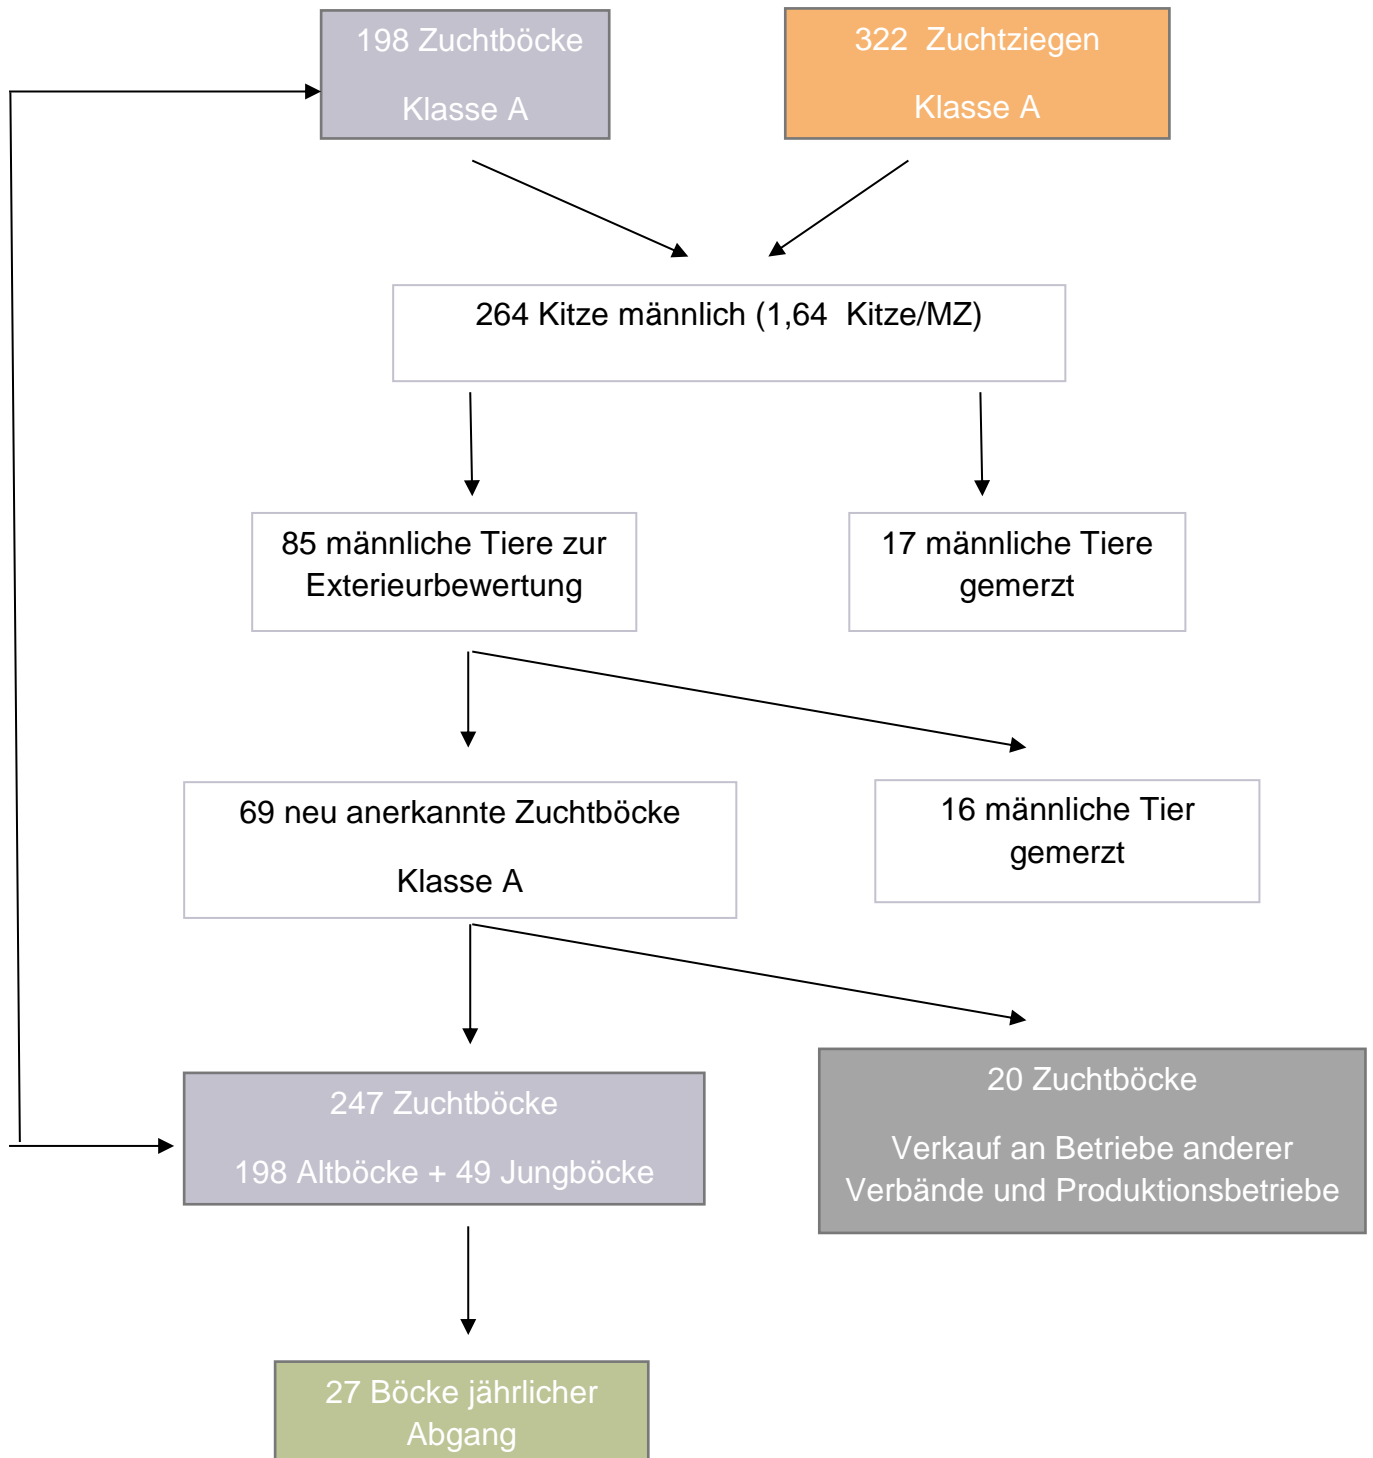 198 Zuchtböcke
Klasse A
322 Zuchtziegen
Klasse A
264 Kitze männlich (1,64 Kitze/MZ)
85 männliche Tiere zur
Exterieurbewertung
17 männliche Tiere
gemerzt
69 neu anerkannte Zuchtböcke
Klasse A
16 männliche Tier
gemerzt
247 Zuchtböcke
198 Altböcke + 49 Jungböcke
20 Zuchtböcke
Verkauf an Betriebe anderer
Verbände und Produktionsbetriebe
27 Böcke jährlicher
Abgang